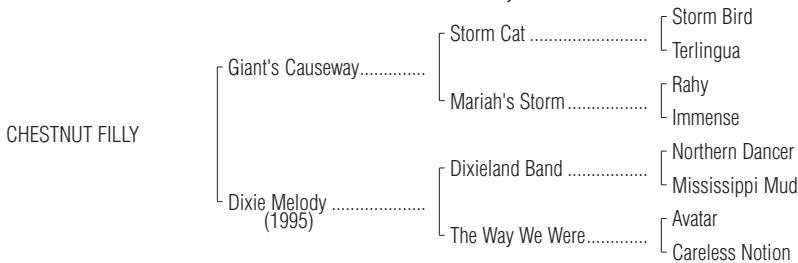 Storm Bird
Storm Cat ........................
Terlingua
Giant's Causeway..............
Rahy
Mariah's Storm.................
Immense
CHESTNUT FILLY
Northern Dancer
Dixieland Band .................
Mississippi Mud
Dixie Melody ....................
(1995)
Avatar
The Way We Were.............
Careless Notion